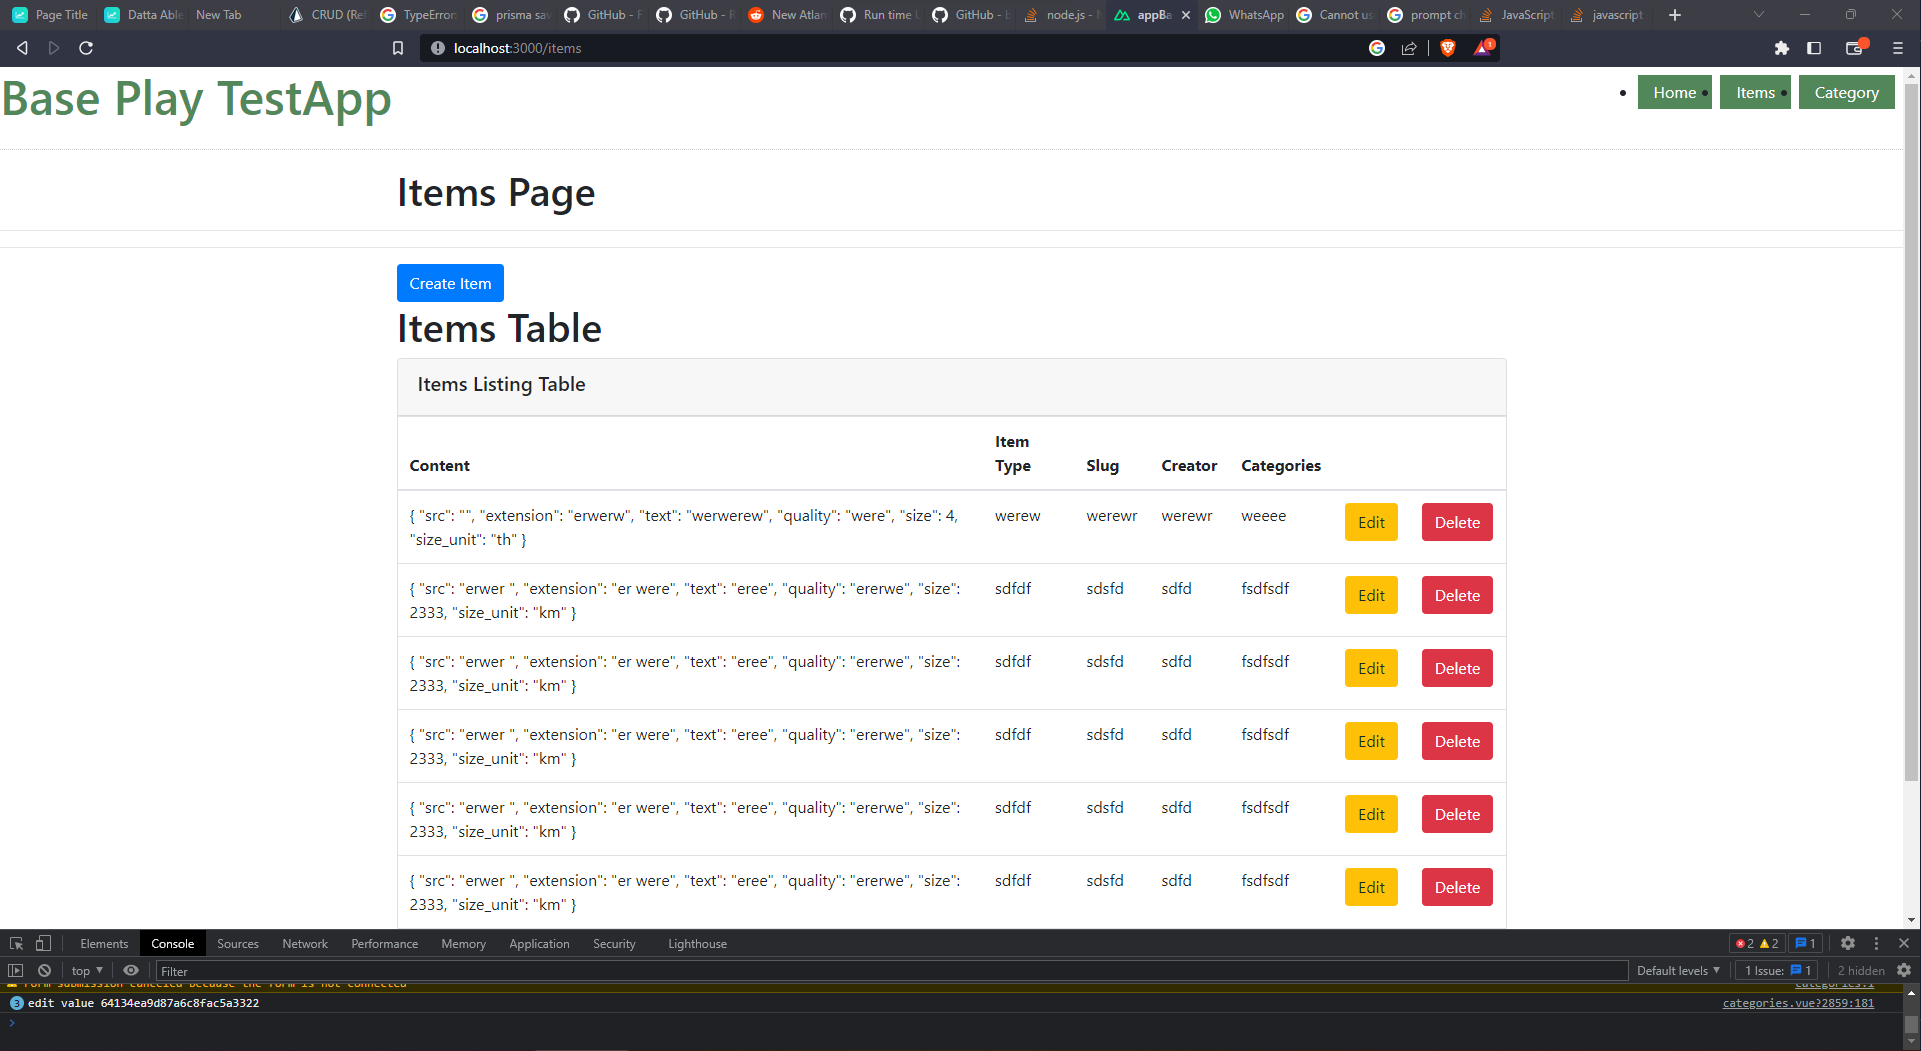 Page Title Datta Able New Tab CRUD (Re TypeError: prisma sav GitHub - F GitHub - R New Atlan Run time GitHub - node.js - appBa WhatsApp Cannot us prompt ch JavaScript javascript
localhost:3000/items
Base Play TestApp
Home Items Category
Items Page
Create Item
Items Table
Items Listing Table
Content Item Type Slug Creator Categories
{ "src": "", "extension": "erwerw", "text": "werwerew", "quality": "were", "size": 4, werew werewr werewr weeee Edit Delete
"size_unit": "th" }
{ "src": "erwer ", "extension": "er were", "text": "eree", "quality": "ererwe", "size": sdfdf sdsfd sdfd fsdfsdf Edit Delete
2333, "size_unit": "km" }
{ "src": "erwer ", "extension": "er were", "text": "eree", "quality": "ererwe", "size": sdfdf sdsfd sdfd fsdfsdf Edit Delete
2333, "size_unit": "km" }
{ "src": "erwer ", "extension": "er were", "text": "eree", "quality": "ererwe", "size": sdfdf sdsfd sdfd fsdfsdf Edit Delete
2333, "size_unit": "km" }
{ "src": "erwer ", "extension": "er were", "text": "eree", "quality": "ererwe", "size": sdfdf sdsfd sdfd fsdfsdf Edit Delete
2333, "size_unit": "km" }
{ "src": "erwer ", "extension": "er were", "text": "eree", "quality": "ererwe", "size": sdfdf sdsfd sdfd fsdfsdf Edit Delete
2333, "size_unit": "km" }
Elements Console Sources Network Performance Memory Application Security Lighthouse 2 2 1
top Filter Default levels 1 Issue: 1 2 hidden
Form submission canceled because the form is not connected categories:1
3 edit value 64134ea9d87a6c8fac5a3322 categories.vue?2859:181